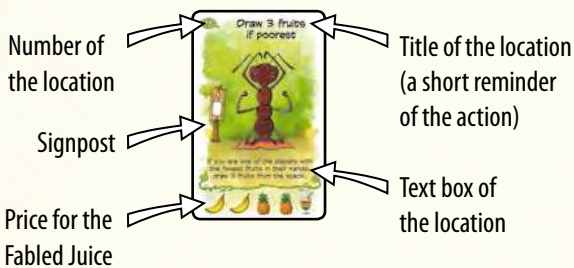 Number of
the location
Signpost
Price for the
Fabled Juice
Draw 3 fruits
if poorest
If you are one of the players with
the fewest fruits in their hands,
draw 3 fruits from the stack.
Title of the location
(a short reminder
of the action)
Text box of
the location